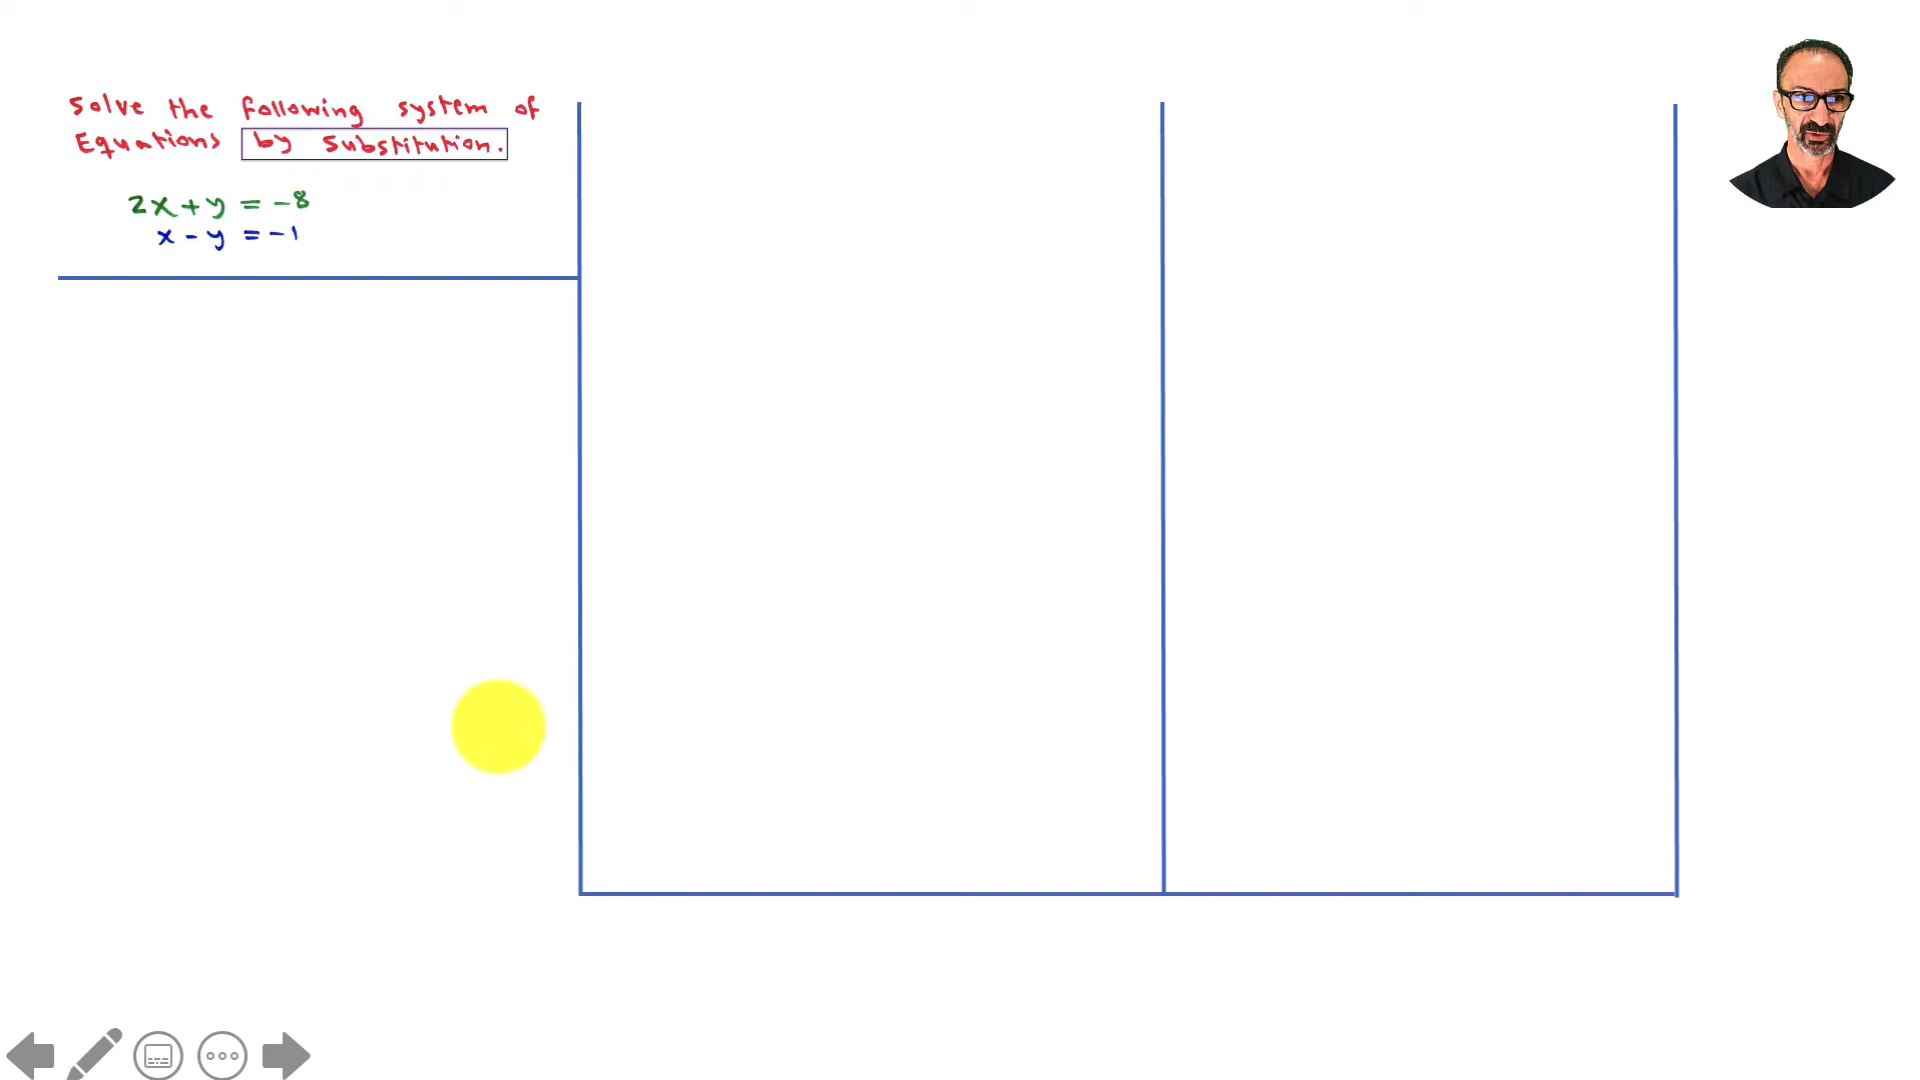 Solve the following system of
Equations by Substitution.
2x + y = -8
x - y = -1